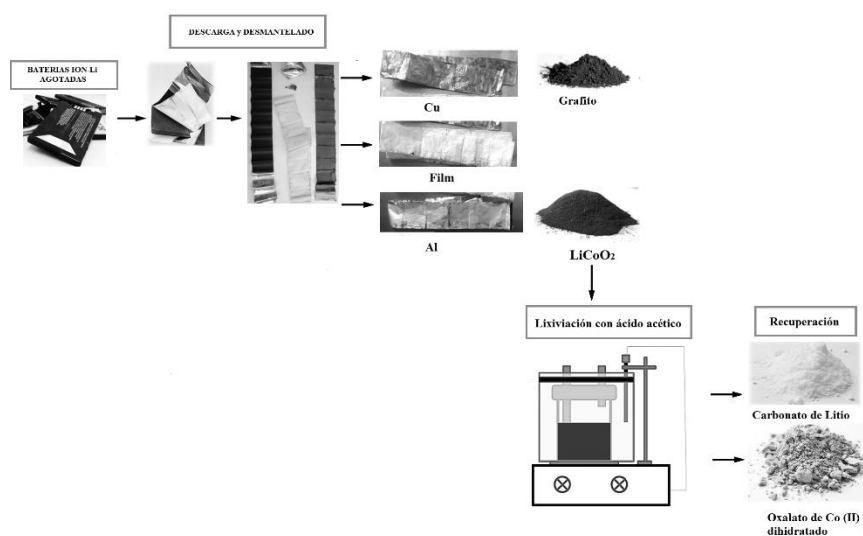 DESCARGA y DESMANTELADO
BATERIAS ION-Li
AGOTADAS
Cu
Grafito
Film
Al
LiCoO₂
Lixiviación con ácido acético
Recuperación
Carbonato de Litio
Oxalato de Co (II)
dihidratado